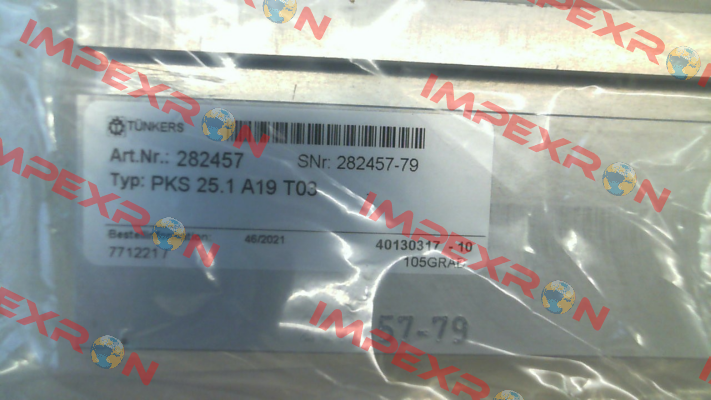 TÜNKERS
Art.Nr.: 282457 SNr: 282457-79
Typ: PKS 25.1 A19 T03
46/2021 40130317 - 10
771221 105GRAD
57-79
IMPEXRON
IMPEXRON
IMPEXRON
IMPEXRON
IMPEXRON
IMPEXRON